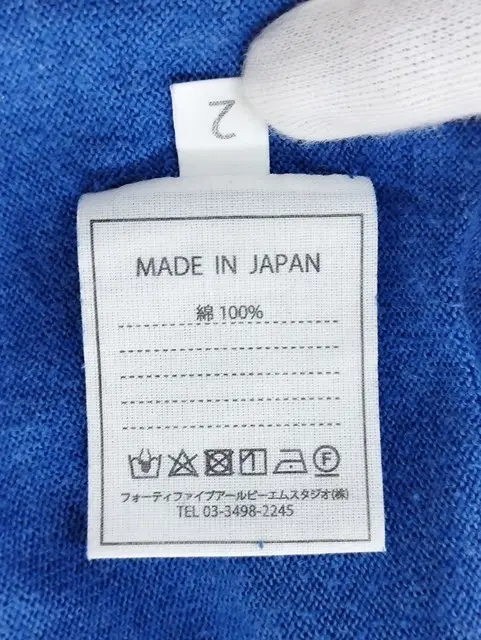 2
MADE IN JAPAN
綿 100%
F
フォーティファイブアールピーエムスタジオ(株)
TEL 03-3498-2245